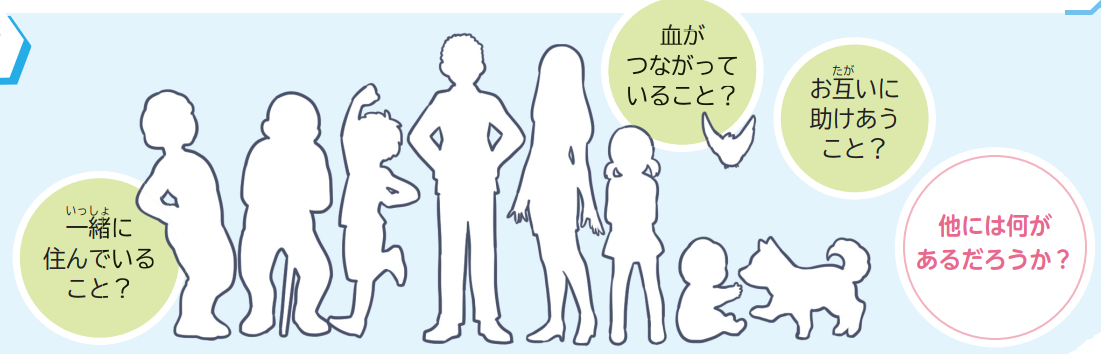 血が
つながって
いること？
お互いに
たが
助けあう
こと？
一緒に
いっしょ
住んでいる
こと？
他には何が
あるだろうか？